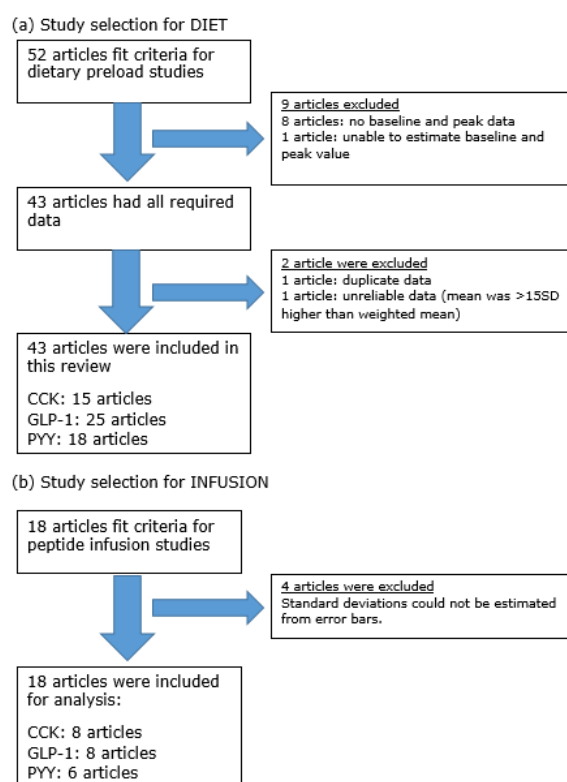 (a) Study selection for DIET
52 articles fit criteria for
dietary preload studies
9 articles excluded
8 articles: no baseline and peak data
1 article: unable to estimate baseline and
peak value
43 articles had all required
data
2 article were excluded
1 article: duplicate data
1 article: unreliable data (mean was >15SD
higher than weighted mean)
43 articles were included in
this review
CCK: 15 articles
GLP-1: 25 articles
PYY: 18 articles
(b) Study selection for INFUSION
18 articles fit criteria for
peptide infusion studies
4 articles were excluded
Standard deviations could not be estimated
from error bars.
18 articles were included
for analysis:
CCK: 8 articles
GLP-1: 8 articles
PYY: 6 articles